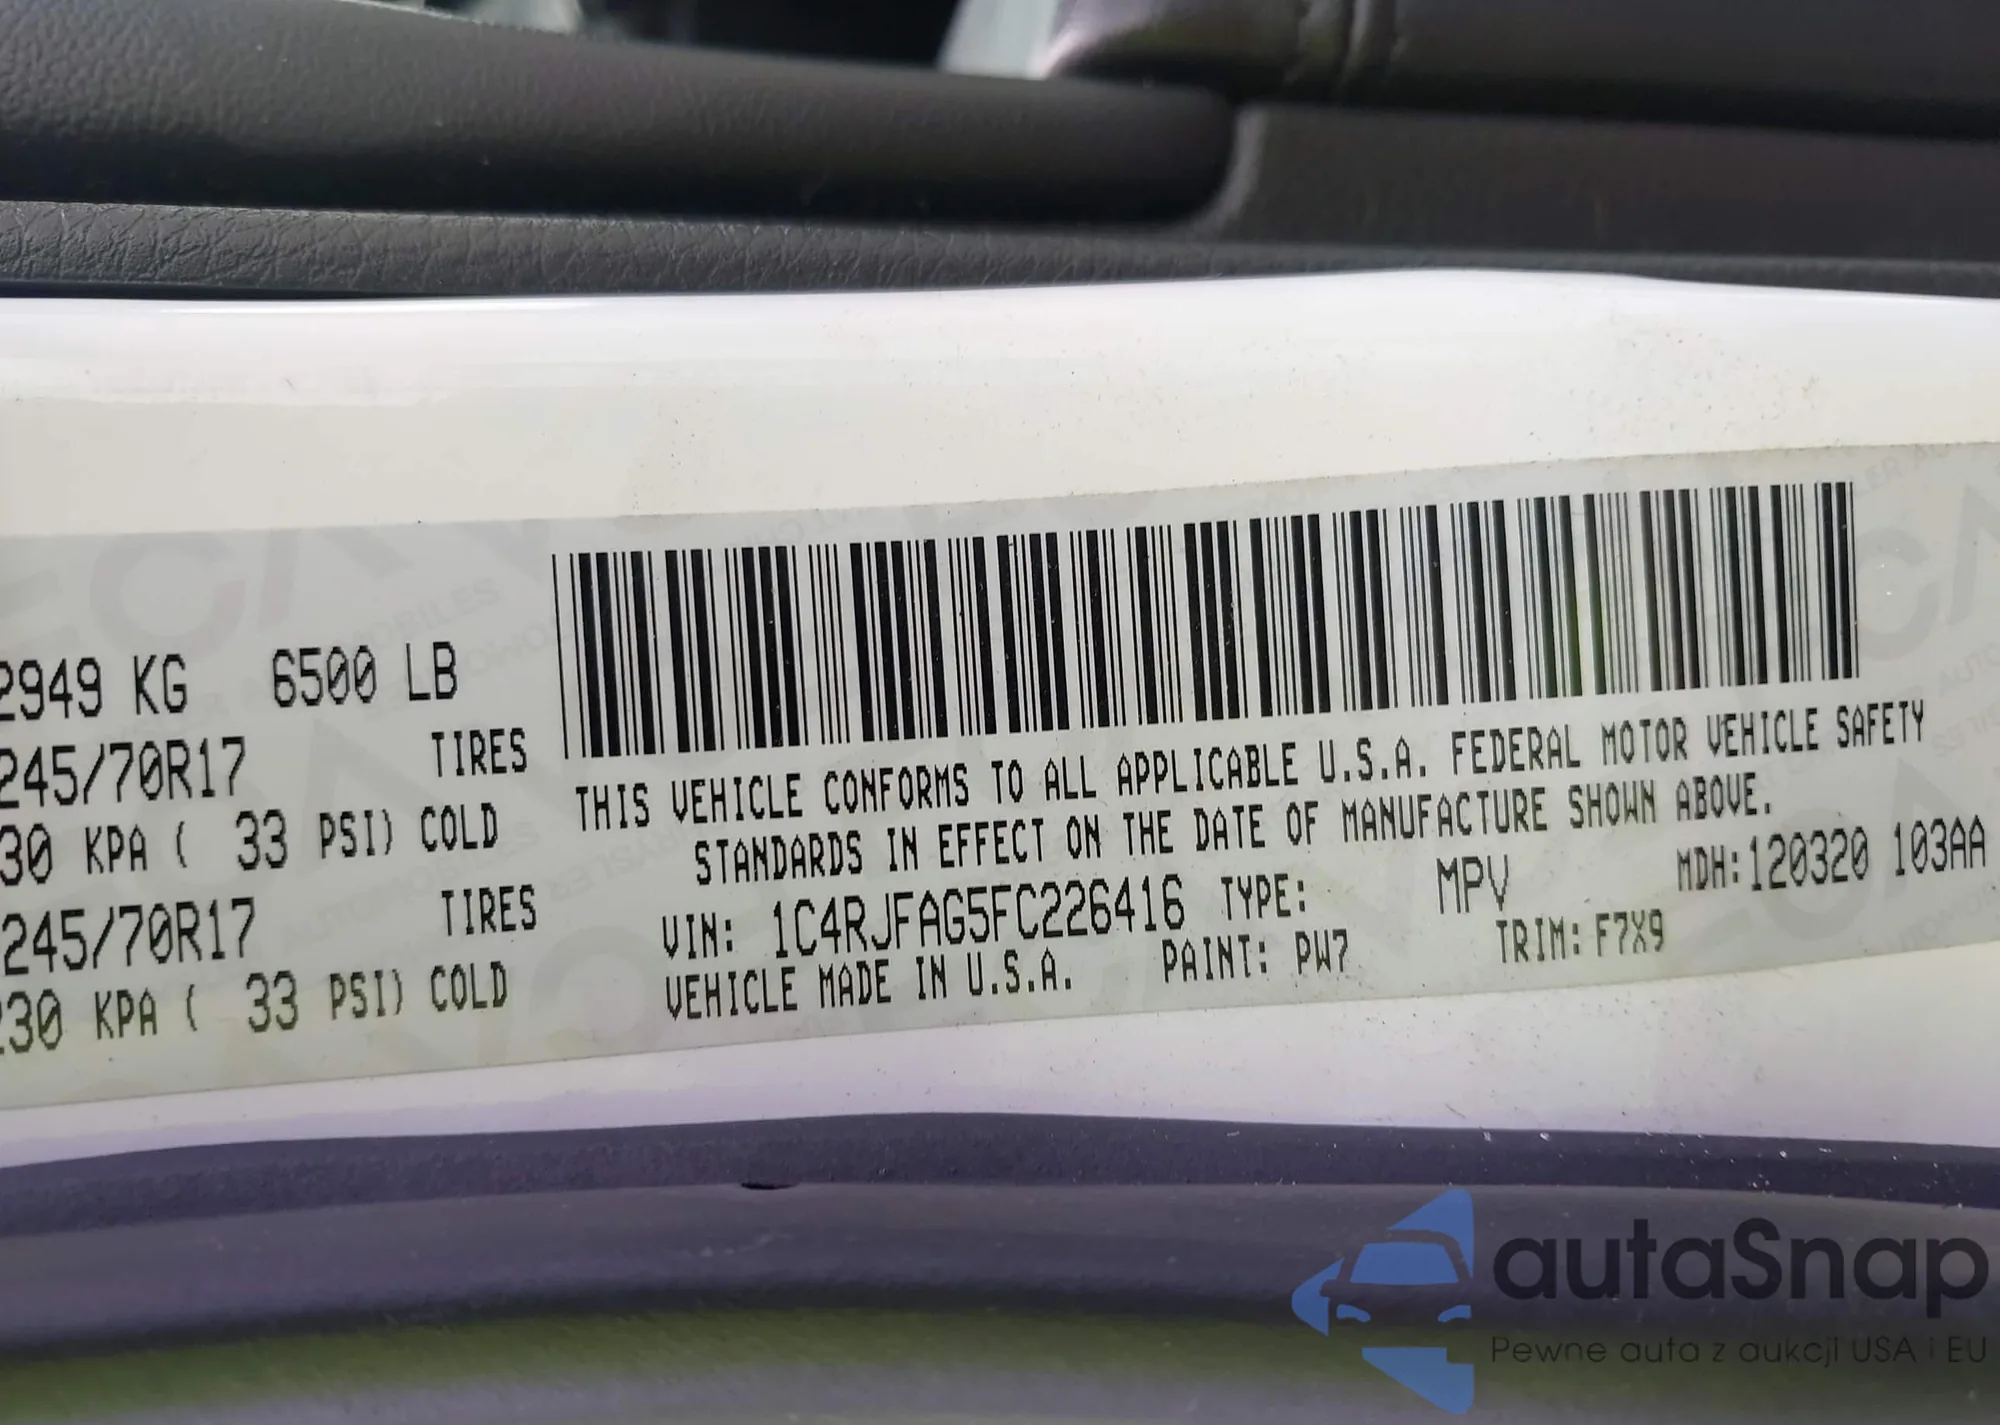 2949 KG 6500 LB
245/70R17 TIRES
30 KPA ( 33 PSI) COLD
245/70R17 TIRES
230 KPA ( 33 PSI) COLD
THIS VEHICLE CONFORMS TO ALL APPLICABLE U.S.A. FEDERAL MOTOR VEHICLE SAFETY
STANDARDS IN EFFECT ON THE DATE OF MANUFACTURE SHOWN ABOVE.
VIN: 1C4RJFAG5FC226416 TYPE: MPV MDH:120320 103AA
VEHICLE MADE IN U.S.A. PAINT: PW7 TRIM: F7X9
autaSnap
Pewne auta z aukcji USA i EU